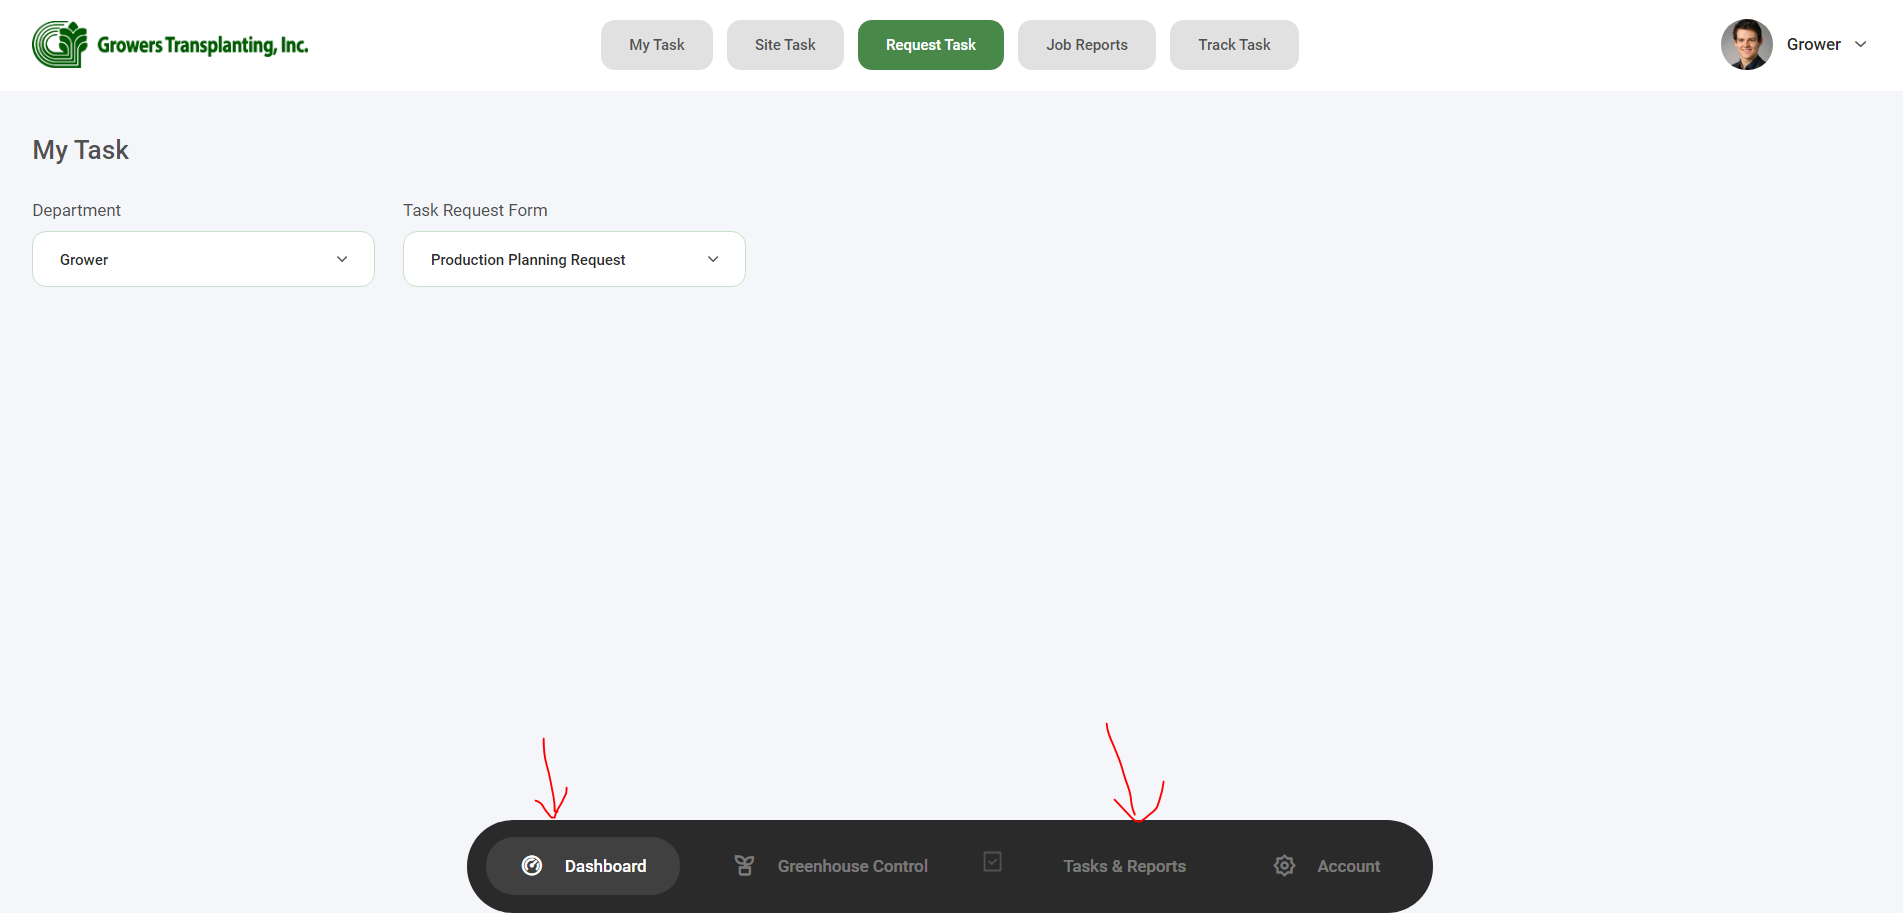 Growers Transplanting, Inc.
My Task
Site Task
Request Task
Job Reports
Track Task
Grower
My Task
Department
Task Request Form
Grower
Production Planning Request
Dashboard
Greenhouse Control
Tasks & Reports
Account